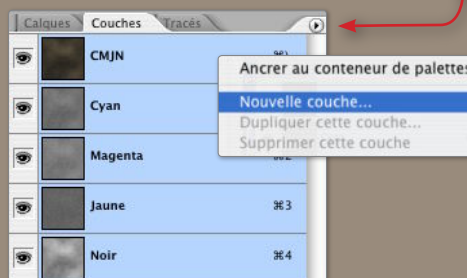 Calques Couches Tracés
CMJN
Ancrer au conteneur de palettes
Nouvelle couche...
Cyan
Dupliquer cette couche...
Supprimer cette couche
Magenta
Jaune ⌘3
Noir ⌘4